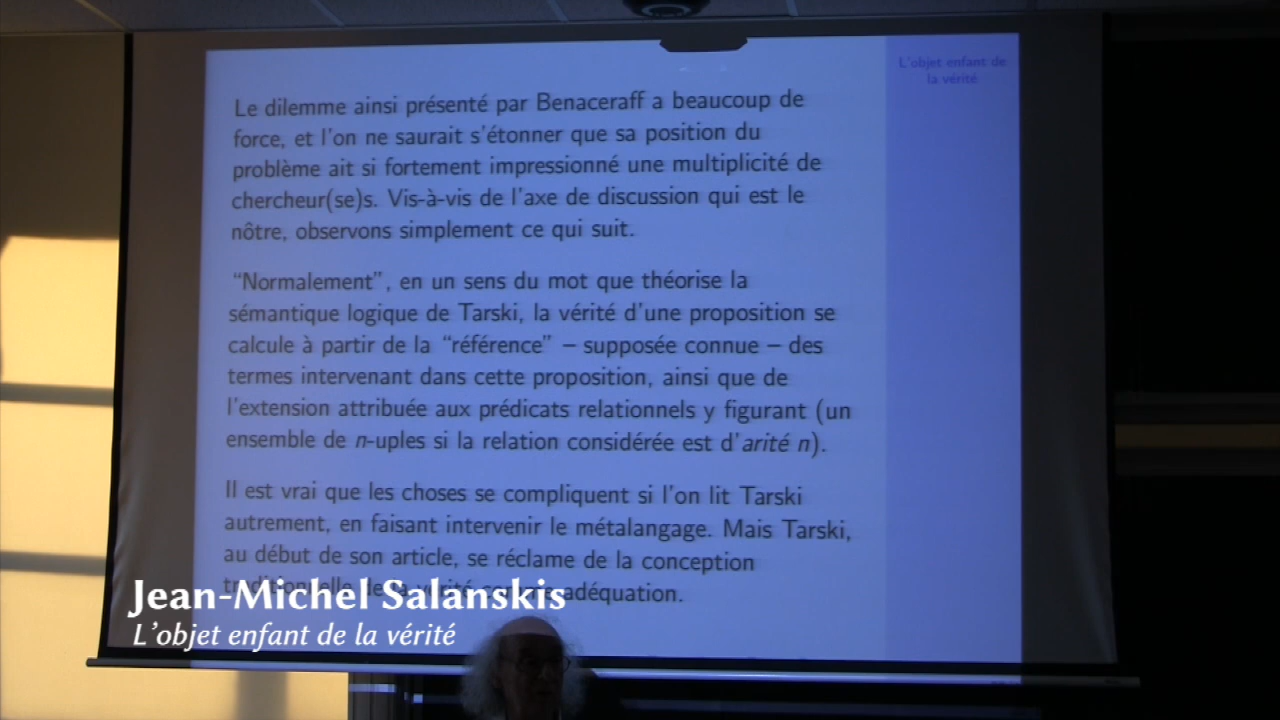 Le dilemme ainsi présenté par Benaceraff a beaucoup de
force, et l'on ne saurait s'étonner que sa position du
problème ait si fortement impressionné une multiplicité de
chercheur(se)s. Vis-à-vis de l'axe de discussion qui est le
nôtre, observons simplement ce qui suit.
“Normalement”, en un sens du mot que théorise la
sémantique logique de Tarski, la vérité d'une proposition se
calcule à partir de la “référence” – supposée connue – des
termes intervenant dans cette proposition, ainsi que de
l'extension attribuée aux prédicats relationnels y figurant (un
ensemble de n-uples si la relation considérée est d'arité n).
Il est vrai que les choses se compliquent si l'on lit Tarski
autrement, en faisant intervenir le métalangage. Mais Tarski,
au début de son article, se réclame de la conception
traditionnelle de la vérité comme adéquation.
L'objet enfant de
la vérité
Jean-Michel Salanskis
L'objet enfant de la vérité